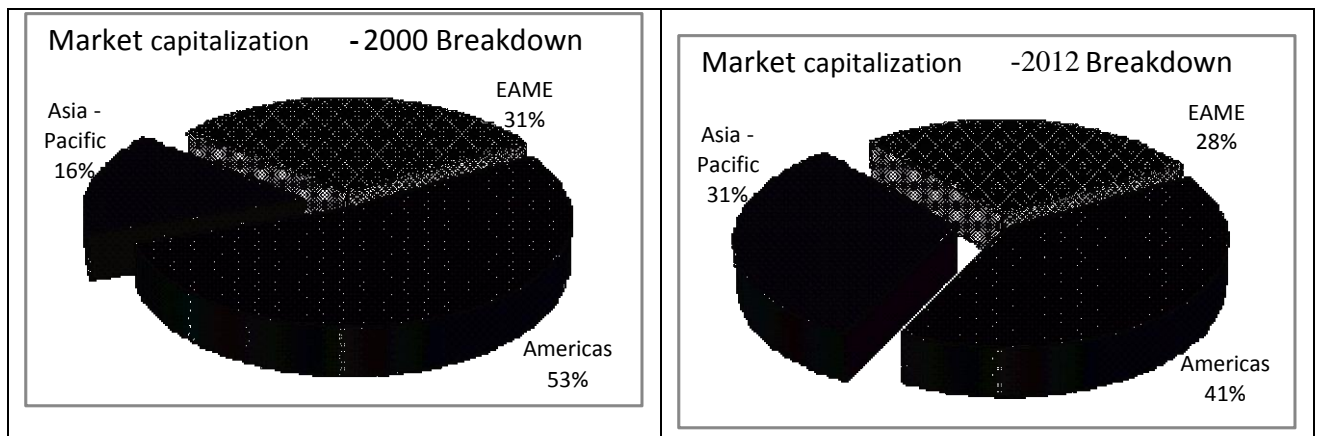 Market capitalization -2000 Breakdown
EAME
31%
Asia -
Pacific
16%
Americas
53%
Market capitalization -2012 Breakdown
EAME
28%
Asia -
Pacific
31%
Americas
41%